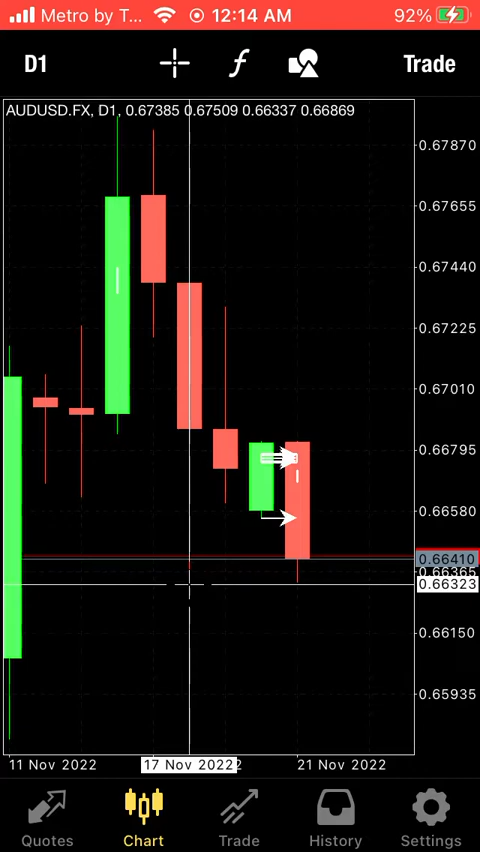 Metro by T... 12:14 AM 92%
D1 f Trade
AUDUSD.FX, D1, 0.67385 0.67509 0.66337 0.66869
0.67870
0.67655
0.67440
0.67225
0.67010
0.66795
0.66580
0.66410
0.66365
0.66323
0.66150
0.65935
11 Nov 2022 17 Nov 2022 21 Nov 2022
Quotes Chart Trade History Settings